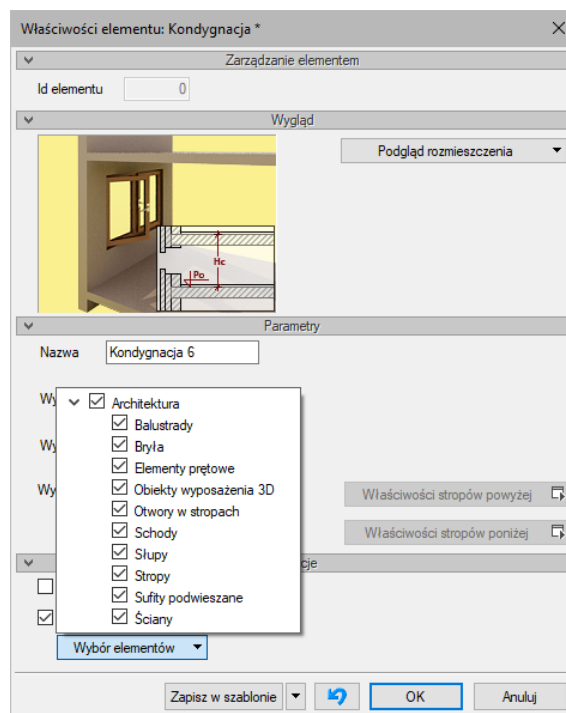 Właściwości elementu: Kondygnacja *
Zarządzanie elementem
Id elementu 0
Wygląd
Podgląd rozmieszczenia
Hc
Po
Parametry
Nazwa Kondygnacja 6
Architektura
Balustrady
Bryła
Elementy prętowe
Obiekty wyposażenia 3D
Właściwości stropów powyżej
Otwory w stropach
Schody
Właściwości stropów poniżej
Słupy
Stropy
Sufity podwieszane
Ściany
Wybór elementów
Zapisz w szablonie OK Anuluj